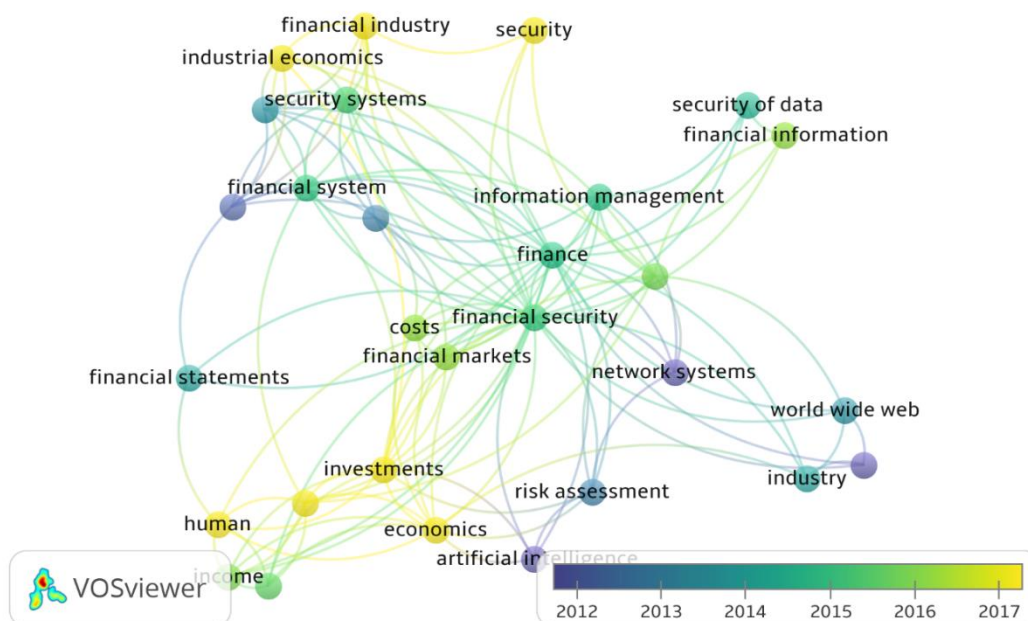 financial industry
security
industrial economics
security systems
security of data
financial information
financial system
information management
finance
financial security
costs
financial markets
network systems
financial statements
world wide web
investments
industry
risk assessment
human
economics
artificial intelligence
income
VOSviewer
2012 2013 2014 2015 2016 2017